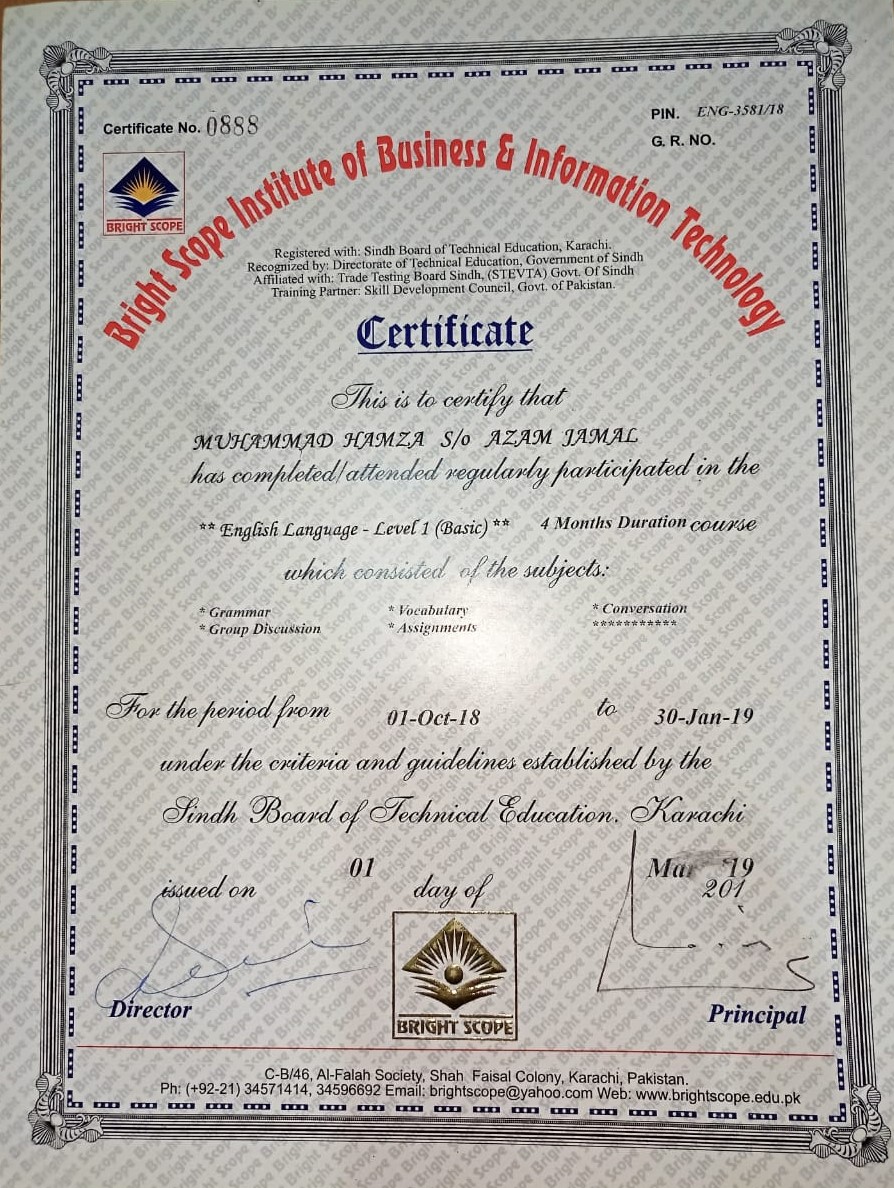 Certificate No. 0888
PIN. ENG-3581/18
G. R. NO.
BRIGHT SCOPE
Bright Scope Institute of Business & Information Technology
Registered with: Sindh Board of Technical Education, Karachi.
Recognized by: Directorate of Technical Education, Government of Sindh
Affiliated with: Trade Testing Board Sindh, (STEVTA) Govt. Of Sindh
Training Partner: Skill Development Council, Govt. of Pakistan.
Certificate
This is to certify that
MUHAMMAD HAMZA S/o AZAM JAMAL
has completed/attended regularly participated in the
** English Language - Level 1 (Basic) ** 4 Months Duration course
which consisted of the subjects:
* Grammar * Vocabulary * Conversation
* Group Discussion * Assignments ***********
For the period from 01-Oct-18 to 30-Jan-19
under the criteria and guidelines established by the
Sindh Board of Technical Education. Karachi
issued on 01 day of Mar 19
201
Director
BRIGHT SCOPE
Principal
C-B/46, Al-Falah Society, Shah Faisal Colony, Karachi, Pakistan.
Ph: (+92-21) 34571414, 34596692 Email: brightscope@yahoo.com Web: www.brightscope.edu.pk